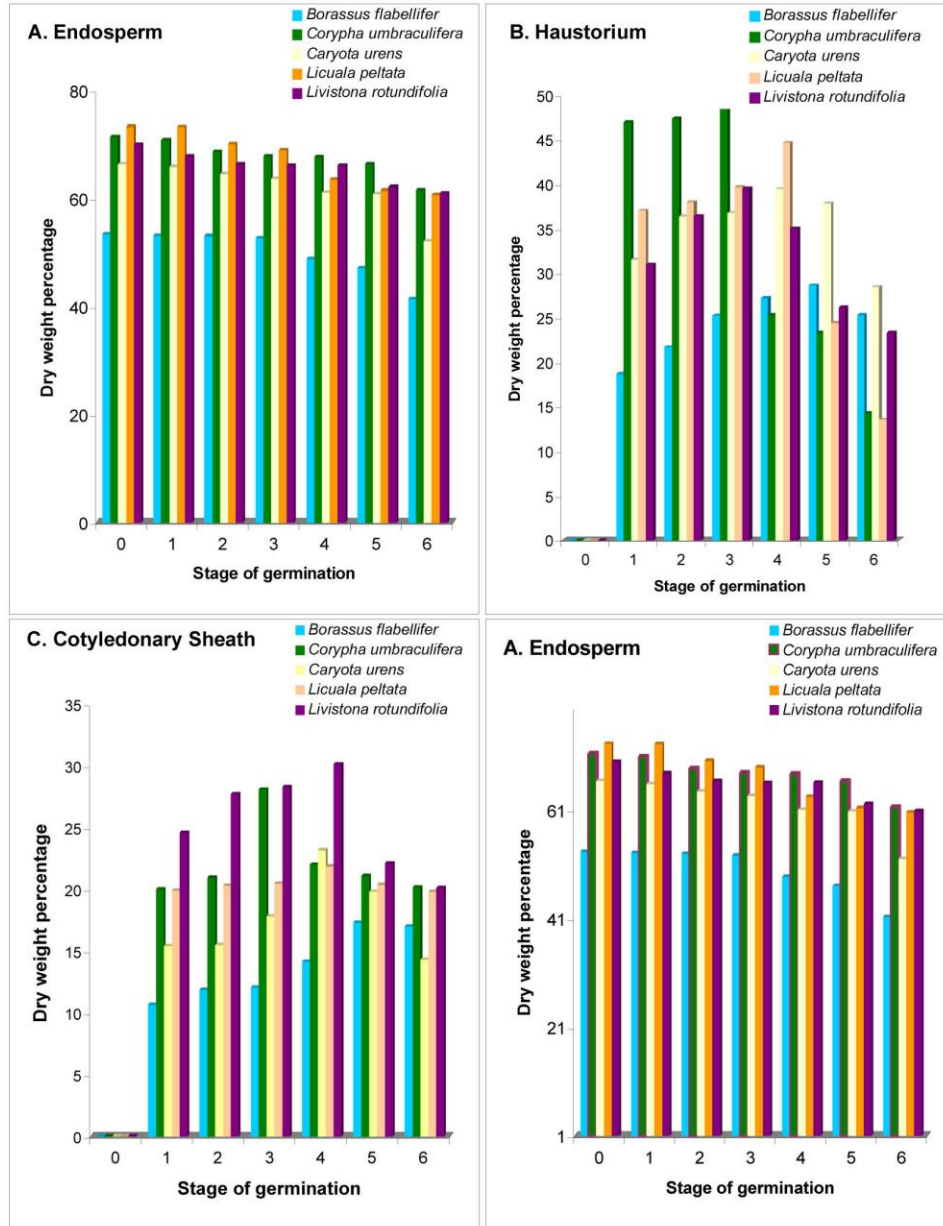 A. Endosperm
Borassus flabellifer
Corypha umbraculifera
Caryota urens
Licuala peltata
Livistona rotundifolia
Dry weight percentage
80
60
40
20
0
0 1 2 3 4 5 6
Stage of germination
B. Haustorium
Borassus flabellifer
Corypha umbraculifera
Caryota urens
Licuala peltata
Livistona rotundifolia
Dry weight percentage
50
45
40
35
30
25
20
15
10
5
0
0 1 2 3 4 5 6
Stage of germination
C. Cotyledonary Sheath
Borassus flabellifer
Corypha umbraculifera
Caryota urens
Licuala peltata
Livistona rotundifolia
Dry weight percentage
35
30
25
20
15
10
5
0
0 1 2 3 4 5 6
Stage of germination
A. Endosperm
Borassus flabellifer
Corypha umbraculifera
Caryota urens
Licuala peltata
Livistona rotundifolia
Dry weight percentage
61
41
21
1
0 1 2 3 4 5 6
Stage of germination